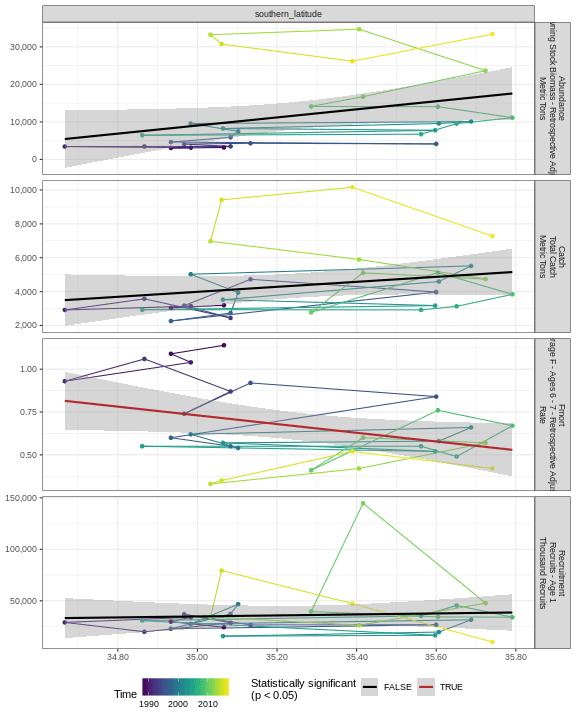 southern_latitude
30,000
20,000
10,000
0
Abundance
Stock Biomass - Retrospective Adj
Metric Tons
10,000
8,000
6,000
4,000
2,000
Catch
Total Catch
Metric Tons
1.00
0.75
0.50
Fmort
F - Ages 6 - 7 - Retrospective
Rate
150,000
100,000
50,000
Recruitment
Recruits - Age 1
Thousand Recruits
34.80
35.00
35.20
35.40
35.60
35.80
Time
1990
2000
2010
Statistically significant
(p < 0.05)
FALSE
TRUE